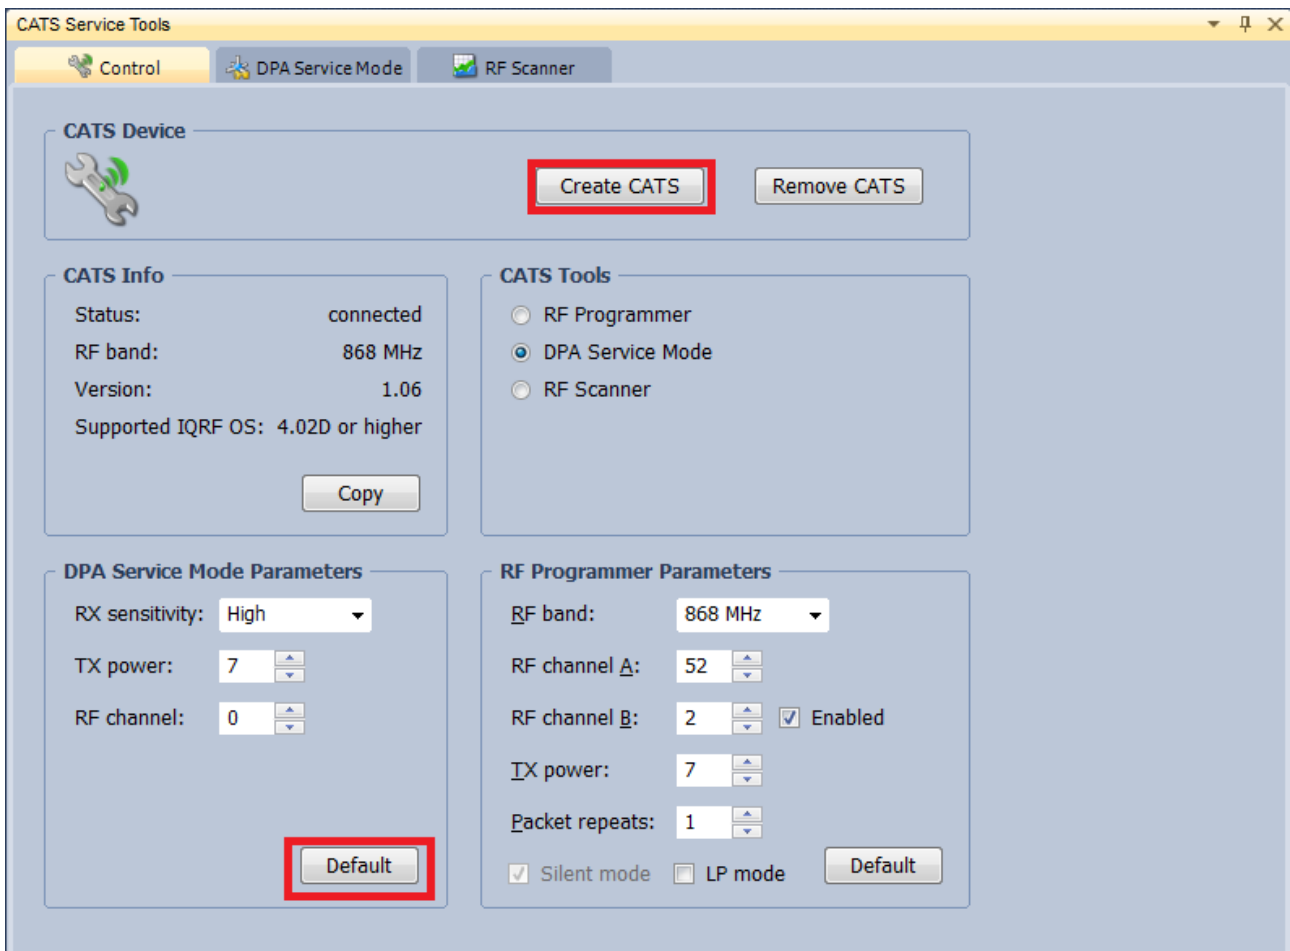 CATS Service Tools
Control DPA Service Mode RF Scanner
CATS Device
Create CATS Remove CATS
CATS Info
Status: connected
RF band: 868 MHz
Version: 1.06
Supported IQRF OS: 4.02D or higher
Copy
CATS Tools
RF Programmer
DPA Service Mode
RF Scanner
DPA Service Mode Parameters
RX sensitivity: High
TX power: 7
RF channel: 0
Default
RF Programmer Parameters
RF band: 868 MHz
RF channel A: 52
RF channel B: 2 Enabled
TX power: 7
Packet repeats: 1
Silent mode LP mode Default